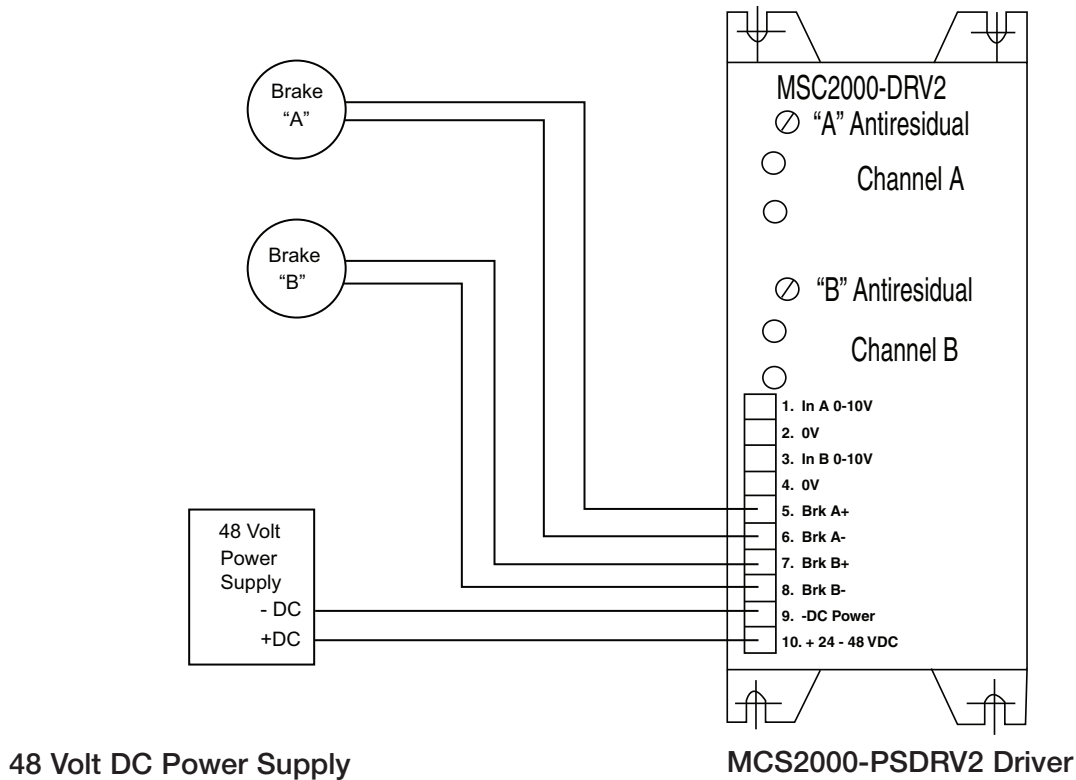 Brake
“A”
Brake
“B”
MSC2000-DRV2
“A” Antiresidual
Channel A
“B” Antiresidual
Channel B
1. In A 0-10V
2. 0V
3. In B 0-10V
4. 0V
5. Brk A+
6. Brk A-
7. Brk B+
8. Brk B-
9. -DC Power
10. + 24 - 48 VDC
48 Volt
Power
Supply
- DC
+DC
48 Volt DC Power Supply
MCS2000-PSDRV2 Driver